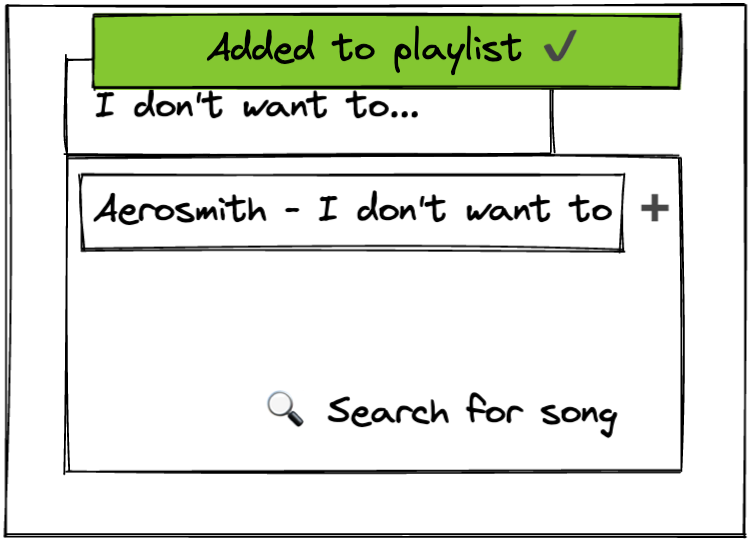 Added to playlist ✓
I don't want to...
Aerosmith - I don't want to
Search for song